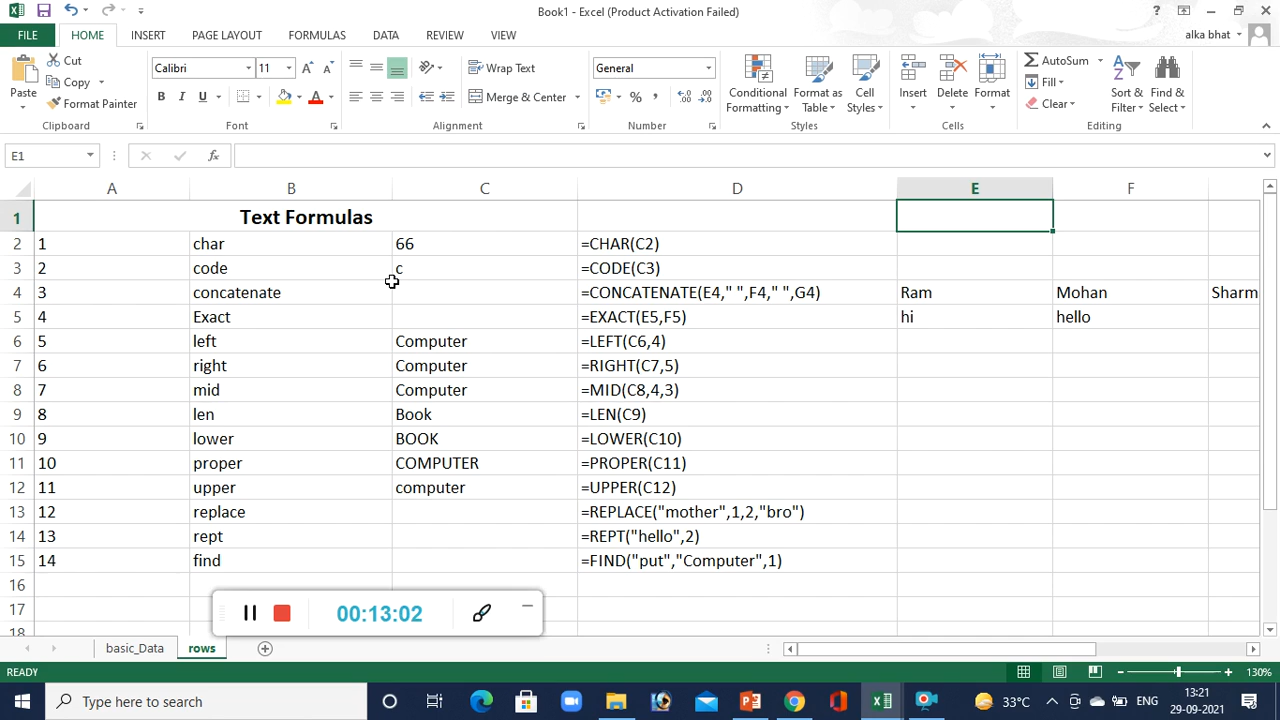 Book1 - Excel (Product Activation Failed)
FILE HOME INSERT PAGE LAYOUT FORMULAS DATA REVIEW VIEW alka bhat
Cut
Copy
Format Painter
Paste
Clipboard
Calibri 11
B I U
Font
Wrap Text
Merge & Center
Alignment
General
%
Number
Conditional Formatting
Format as Table
Cell Styles
Styles
Insert Delete Format
Cells
AutoSum
Fill
Clear
Sort & Filter
Find & Select
Editing
E1
A B C D E F
1 Text Formulas
2 1 char 66 =CHAR(C2)
3 2 code c =CODE(C3)
4 3 concatenate =CONCATENATE(E4," ",F4," ",G4) Ram Mohan Sharm
5 4 Exact =EXACT(E5,F5) hi hello
6 5 left Computer =LEFT(C6,4)
7 6 right Computer =RIGHT(C7,5)
8 7 mid Computer =MID(C8,4,3)
9 8 len Book =LEN(C9)
10 9 lower BOOK =LOWER(C10)
11 10 proper COMPUTER =PROPER(C11)
12 11 upper computer =UPPER(C12)
13 12 replace =REPLACE("mother",1,2,"bro")
14 13 rept =REPT("hello",2)
15 14 find =FIND("put","Computer",1)
16
17
18
00:13:02
basic_Data rows
READY 130%
Type here to search 33°C ENG 13:21
29-09-2021